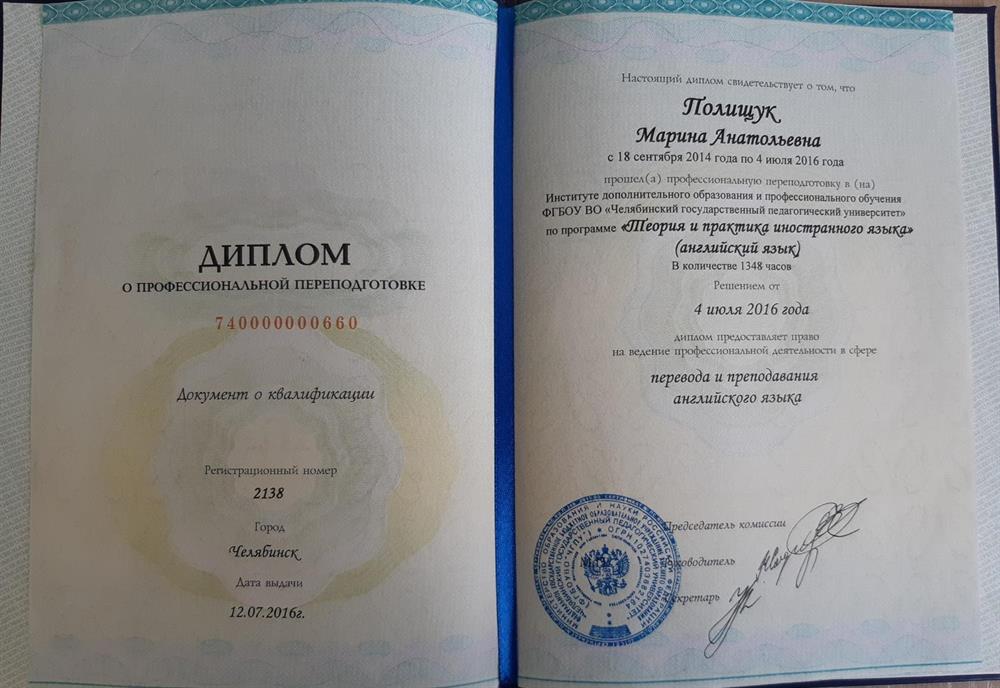 ДИПЛОМ
О ПРОФЕССИОНАЛЬНОЙ ПЕРЕПОДГОТОВКЕ
740000000660
Документ о квалификации
Регистрационный номер
2138
Город
Челябинск
Дата выдачи
12.07.2016г.
Настоящий диплом свидетельствует о том, что
Полищук
Марина Анатольевна
с 18 сентября 2014 года по 4 июля 2016 года
прошел(а) профессиональную переподготовку в (на)
Институте дополнительного образования и профессионального обучения
ФГБОУ ВО «Челябинский государственный педагогический университет»
по программе «Теория и практика иностранного языка»
(английский язык)
В количестве 1348 часов
Решением от
4 июля 2016 года
диплом предоставляет право
на ведение профессиональной деятельности в сфере
перевода и преподавания
английского языка
Председатель комиссии
Руководитель
Секретарь